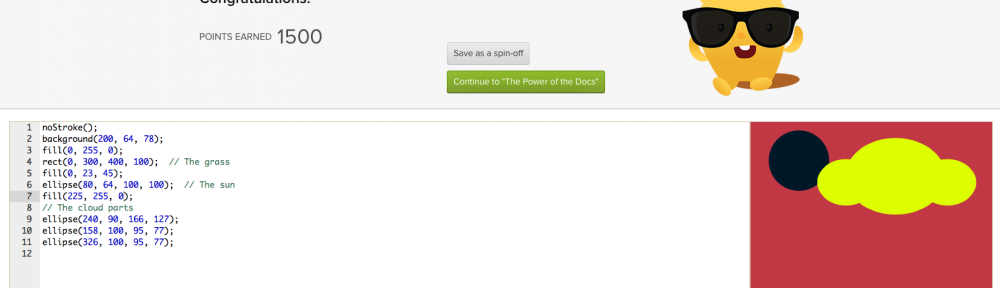 Congratulations!
POINTS EARNED 1500
Save as a spin-off
Continue to "The Power of the Docs"
1 noStroke();
2 background(200, 64, 78);
3 fill(0, 255, 0);
4 rect(0, 300, 400, 100);  // The grass
5 fill(0, 23, 45);
6 ellipse(80, 64, 100, 100);  // The sun
7 fill(225, 255, 0);
8 // The cloud parts
9 ellipse(240, 90, 166, 127);
10 ellipse(158, 100, 95, 77);
11 ellipse(326, 100, 95, 77);
12